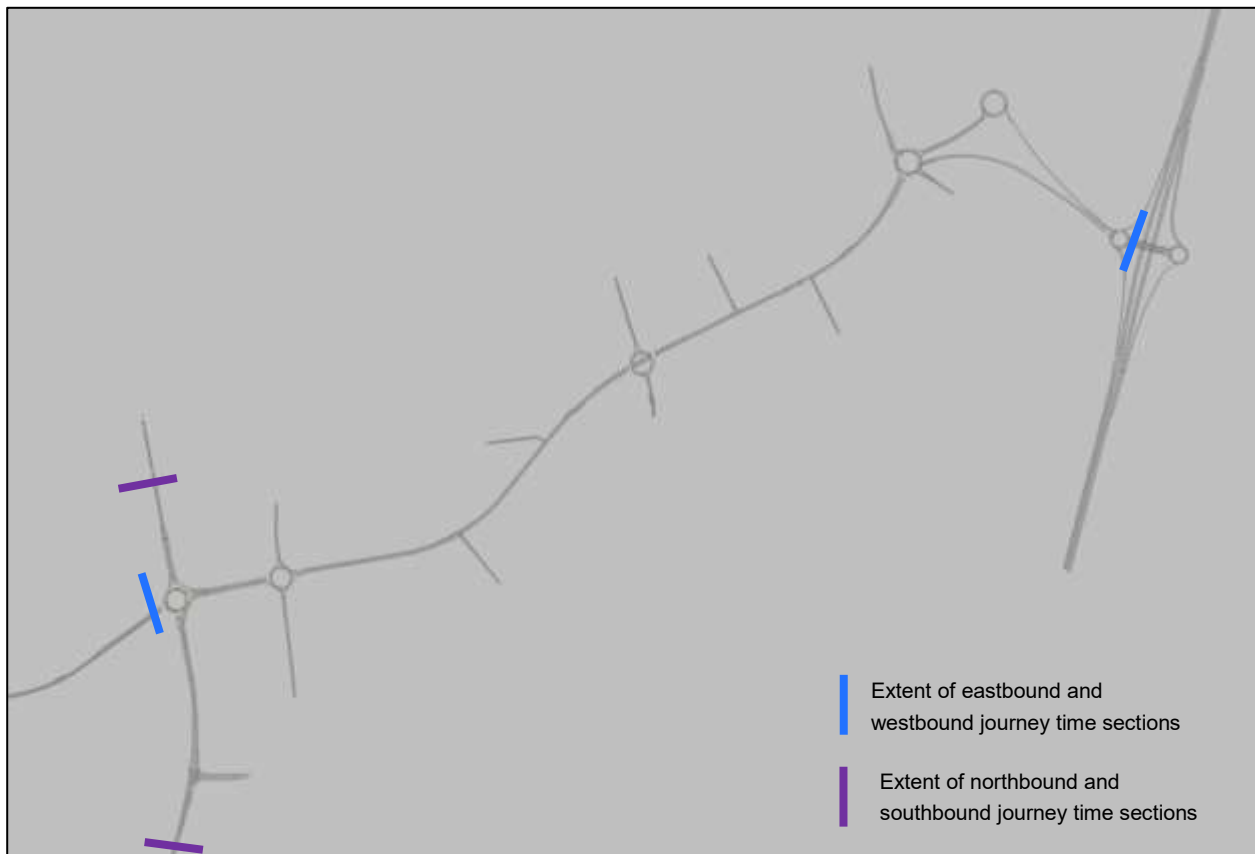 Extent of eastbound and
westbound journey time sections
Extent of northbound and
southbound journey time sections